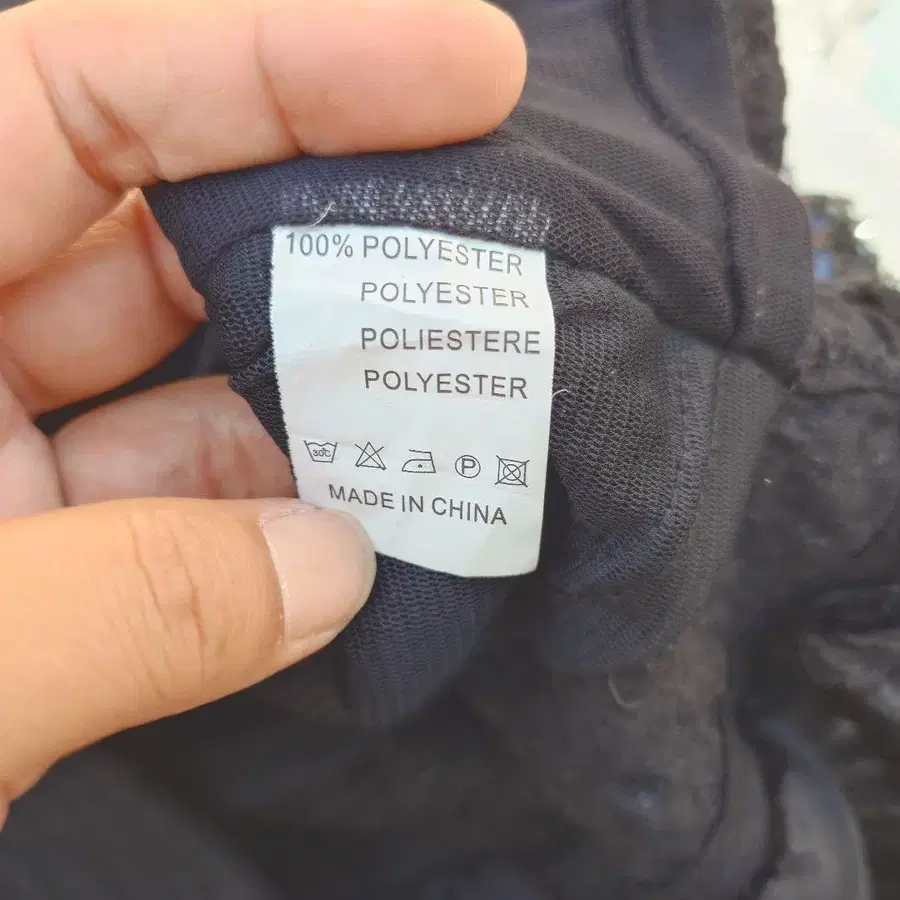 100% POLYESTER
POLYESTER
POLIESTERE
POLYESTER
30°C P
MADE IN CHINA